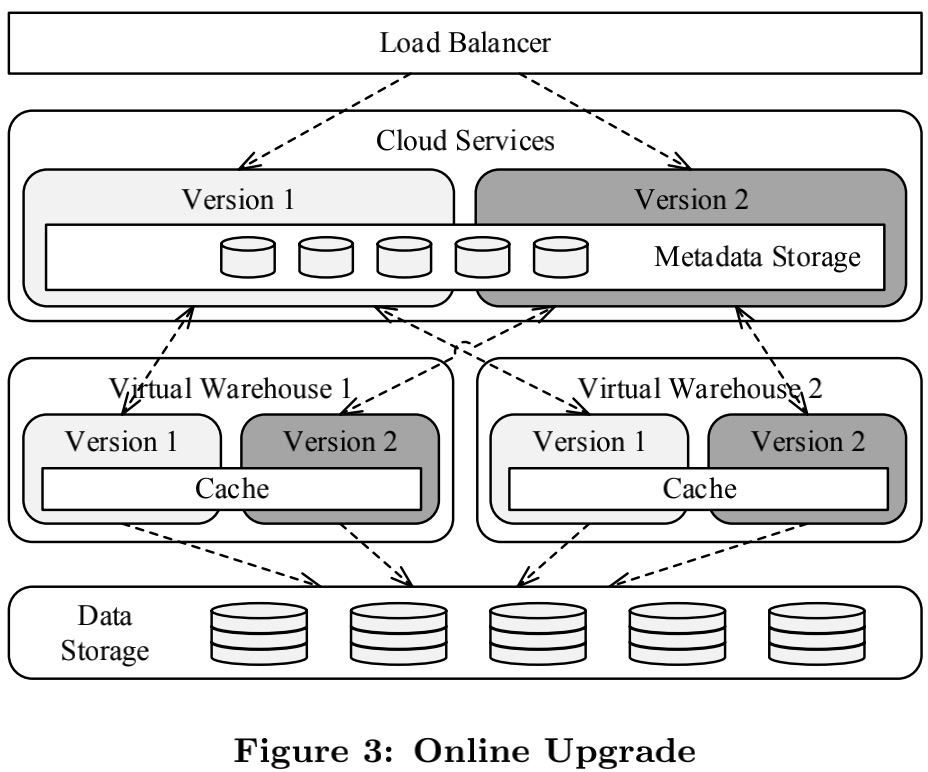 Load Balancer
Cloud Services
Version 1
Version 2
Metadata Storage
Virtual Warehouse 1
Virtual Warehouse 2
Version 1
Version 2
Version 1
Version 2
Cache
Cache
Data
Storage
Figure 3: Online Upgrade